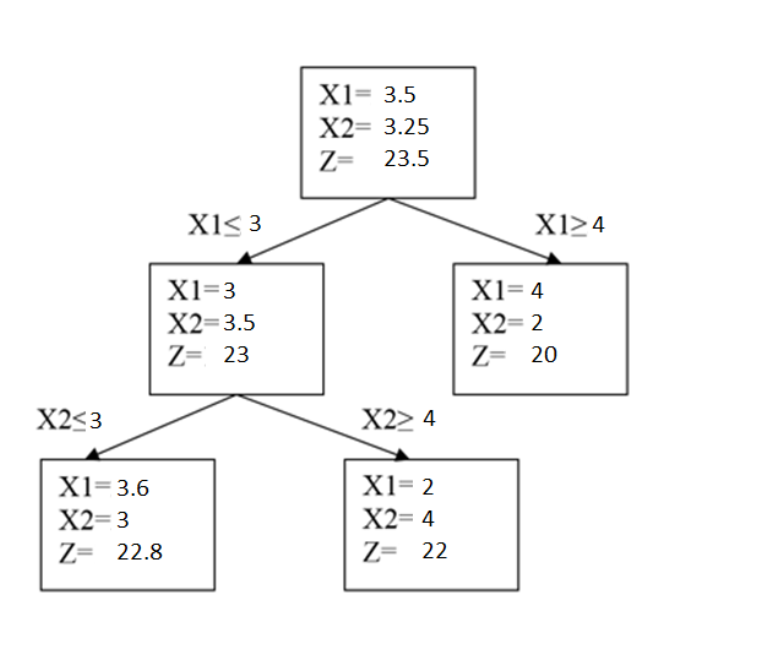 X1= 3.5
X2= 3.25
Z= 23.5
X1≤ 3
X1≥ 4
X1=3
X2=3.5
Z= 23
X1= 4
X2= 2
Z= 20
X2≤3
X2≥ 4
X1= 3.6
X2= 3
Z= 22.8
X1= 2
X2= 4
Z= 22